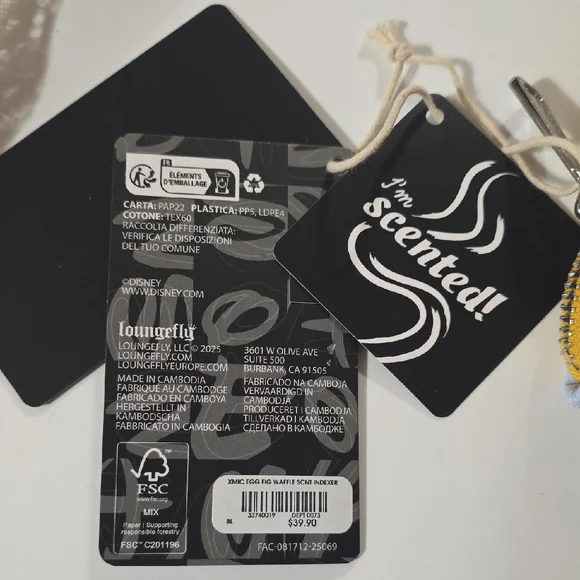 FR
ÉLÉMENTS
D'EMBALLAGE
CARTA: PAP22 PLASTICA: PP5, LDPE4
COTONE: TEX60
RACCOLTA DIFFERENZIATA:
VERIFICA LE DISPOSIZIONI
DEL TUO COMUNE
©DISNEY
WWW.DISNEY.COM
loungefly
LOUNGEFLY, LLC © 2025
LOUNGEFLY.COM
LOUNGEFLYEUROPE.COM
3601 W OLIVE AVE
SUITE 500
BURBANK, CA 91505
MADE IN CAMBODIA
FABRIQUÉ AU CAMBODGE
FABRICADO EN CAMBOYA
HERGESTELLT IN
KAMBODSCHA
FABBRICATO IN CAMBOGIA
FABRICADO NA CAMBOJA
VERVAARDIGD IN
CAMBODJA
PRODUCERET I CAMBODJA
TILLVERKAD I KAMBODJA
СДЕЛАНО В КАМБОДЖЕ
FSC
www.fsc.org
MIX
Paper | Supporting
responsible forestry
FSC™ C201196
XMIC EGG FIG WAFFLE SCNT INDEXER
33740019 DEPT 0073
BL $39.90
FAC-081712-25069
I'm
scented!